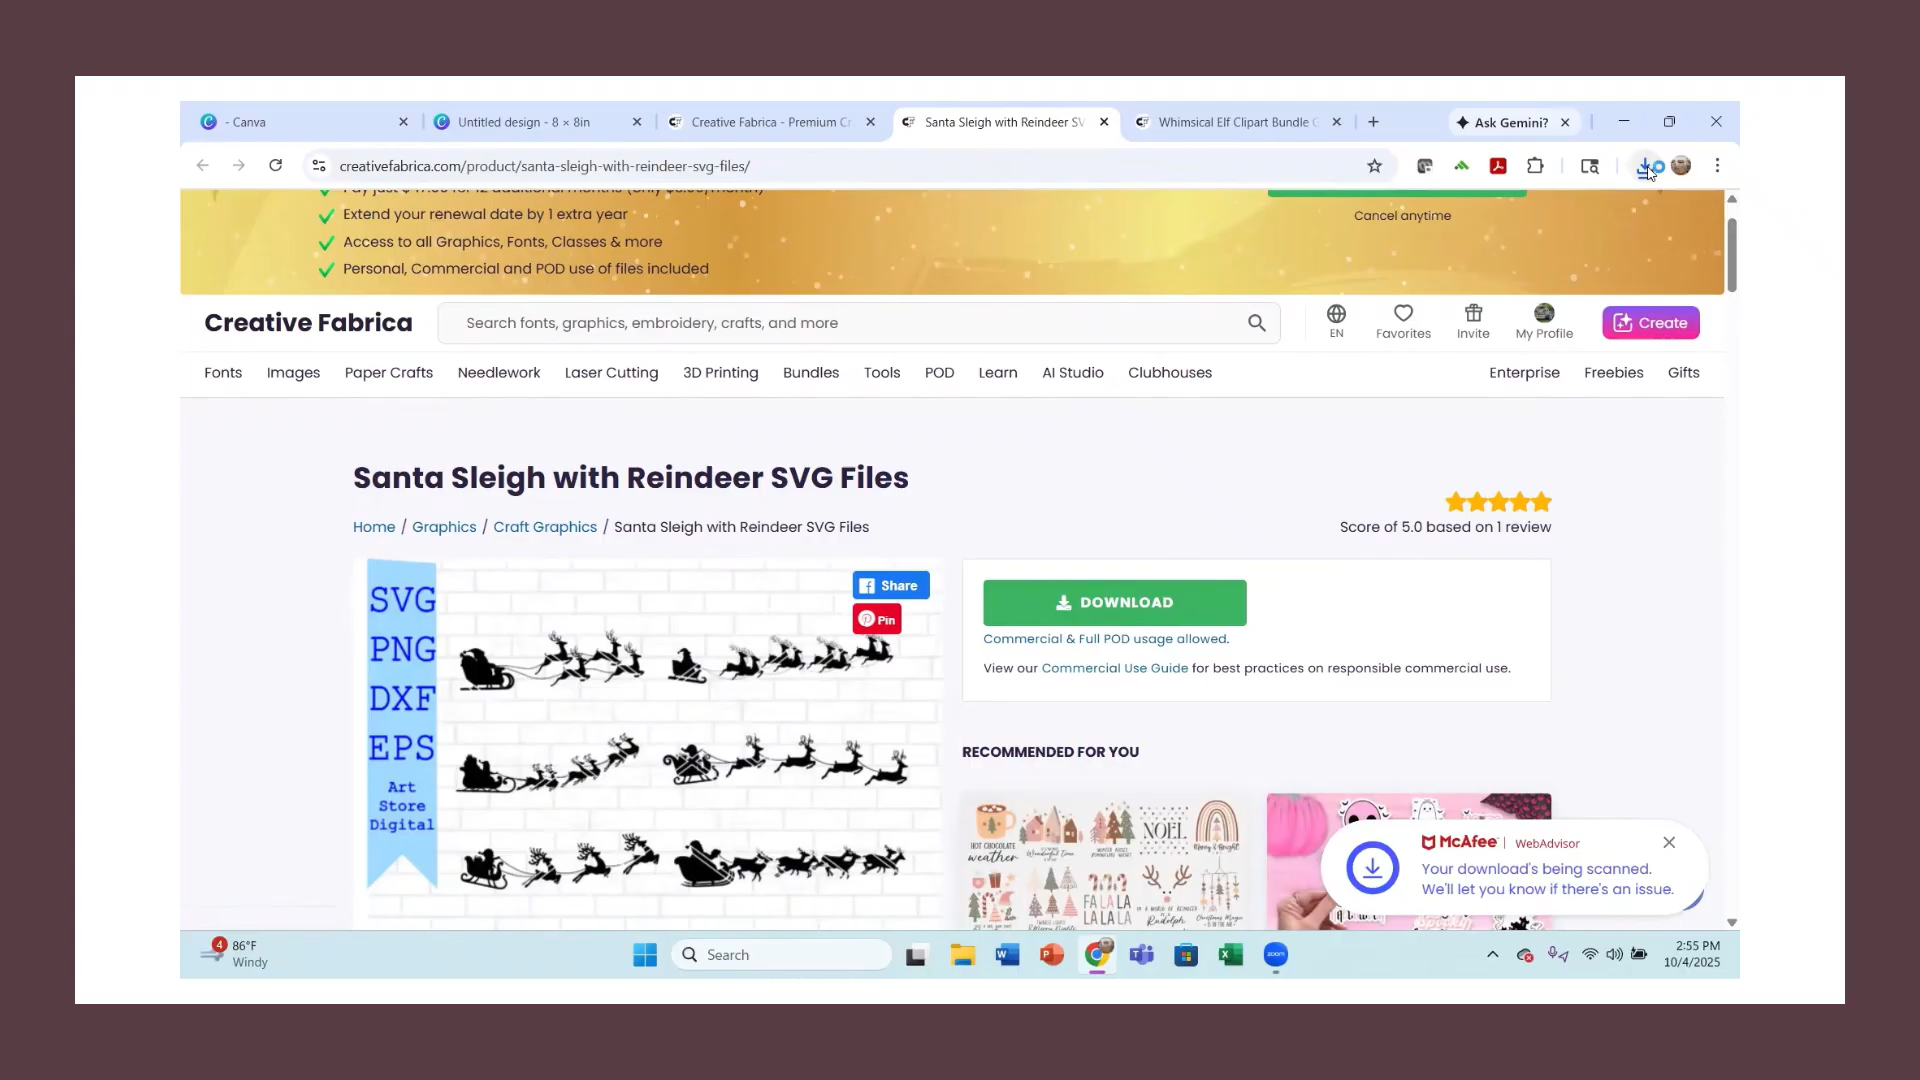 - Canva
Untitled design - 8 × 8in
Creative Fabrica - Premium Cr
Santa Sleigh with Reindeer SV
Whimsical Elf Clipart Bundle G
Ask Gemini?
creativefabrica.com/product/santa-sleigh-with-reindeer-svg-files/
Extend your renewal date by 1 extra year
Access to all Graphics, Fonts, Classes & more
Personal, Commercial and POD use of files included
Cancel anytime
Creative Fabrica
Search fonts, graphics, embroidery, crafts, and more
EN
Favorites
Invite
My Profile
Create
Fonts Images Paper Crafts Needlework Laser Cutting 3D Printing Bundles Tools POD Learn AI Studio Clubhouses Enterprise Freebies Gifts
Santa Sleigh with Reindeer SVG Files
Home / Graphics / Craft Graphics / Santa Sleigh with Reindeer SVG Files
Score of 5.0 based on 1 review
SVG
PNG
DXF
EPS
Art
Store
Digital
Share
Pin
DOWNLOAD
Commercial & Full POD usage allowed.
View our Commercial Use Guide for best practices on responsible commercial use.
RECOMMENDED FOR YOU
HOT CHOCOLATE
weather
NOEL
Merry & Bright
FA LA LA
LA LA LA
Rudolph
McAfee | WebAdvisor
Your download's being scanned.
We'll let you know if there's an issue.
4
86°F
Windy
Search
zoom
2:55 PM
10/4/2025